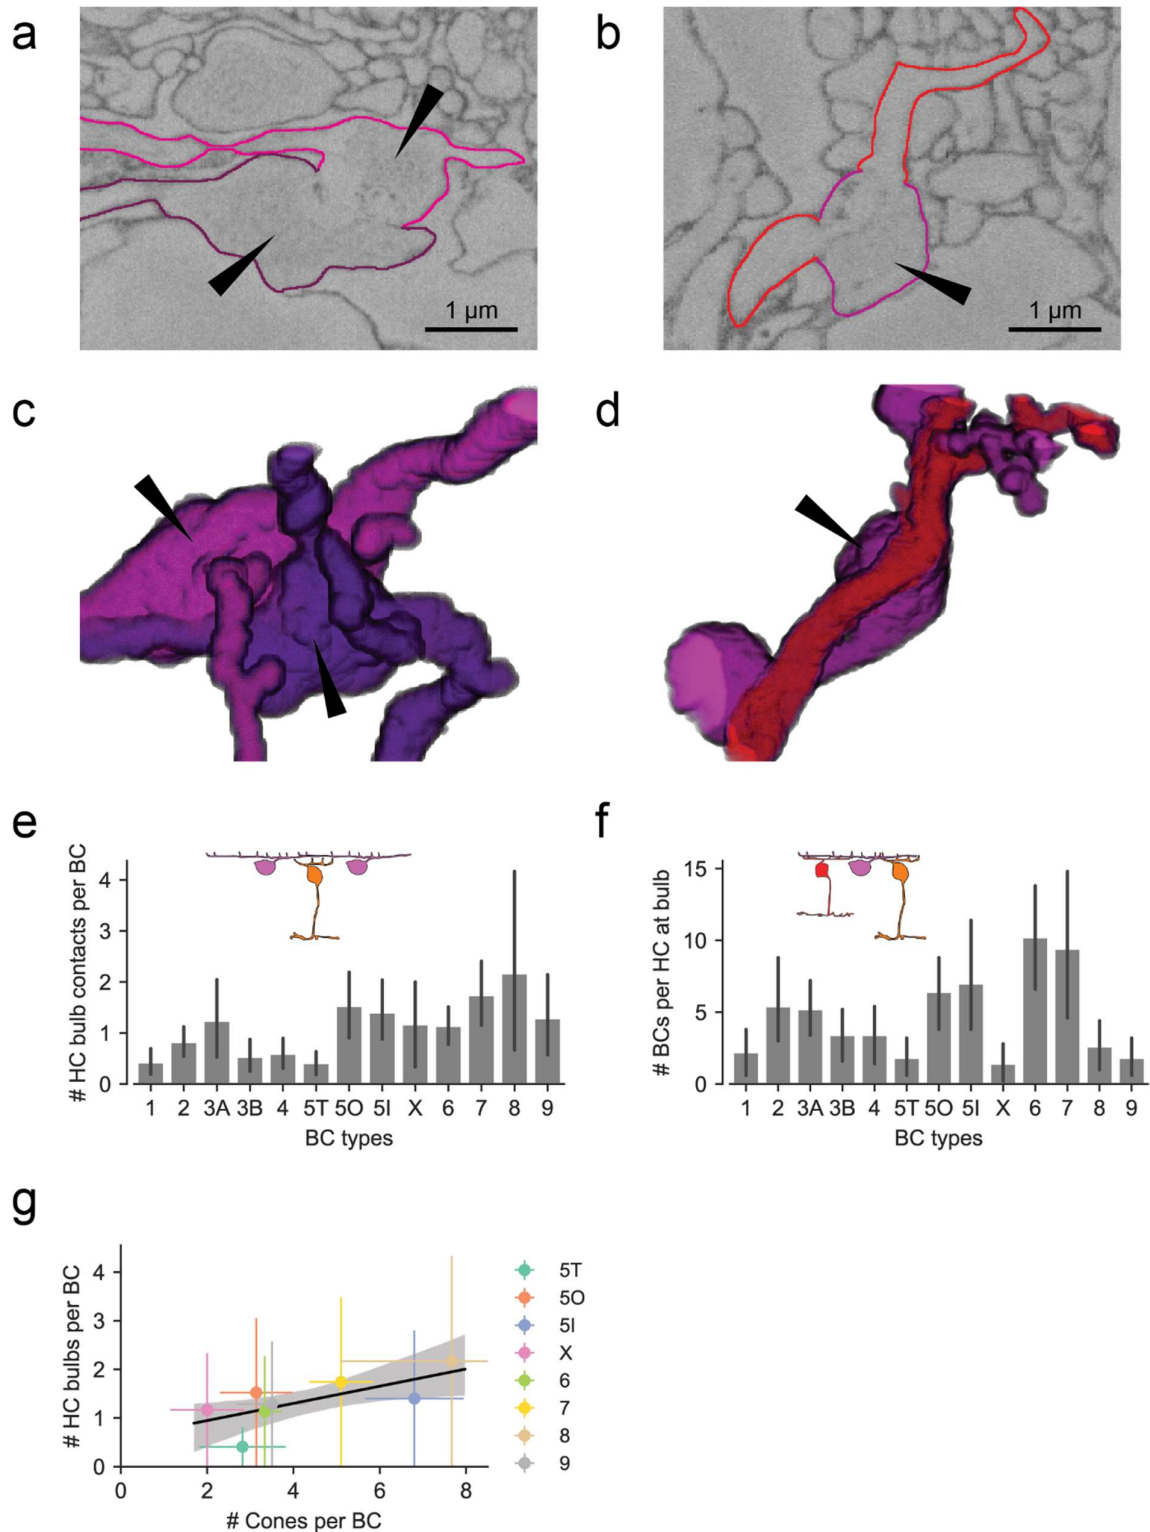 a
b
1 µm
1 µm
c
d
e
f
# HC bulb contacts per BC
4
3
2
1
0
1 2 3A 3B 4 5T 5O 5I X 6 7 8 9
BC types
# BCs per HC at bulb
15
10
5
0
1 2 3A 3B 4 5T 5O 5I X 6 7 8 9
BC types
g
# HC bulbs per BC
4
3
2
1
0
0 2 4 6 8
# Cones per BC
5T
5O
5I
X
6
7
8
9